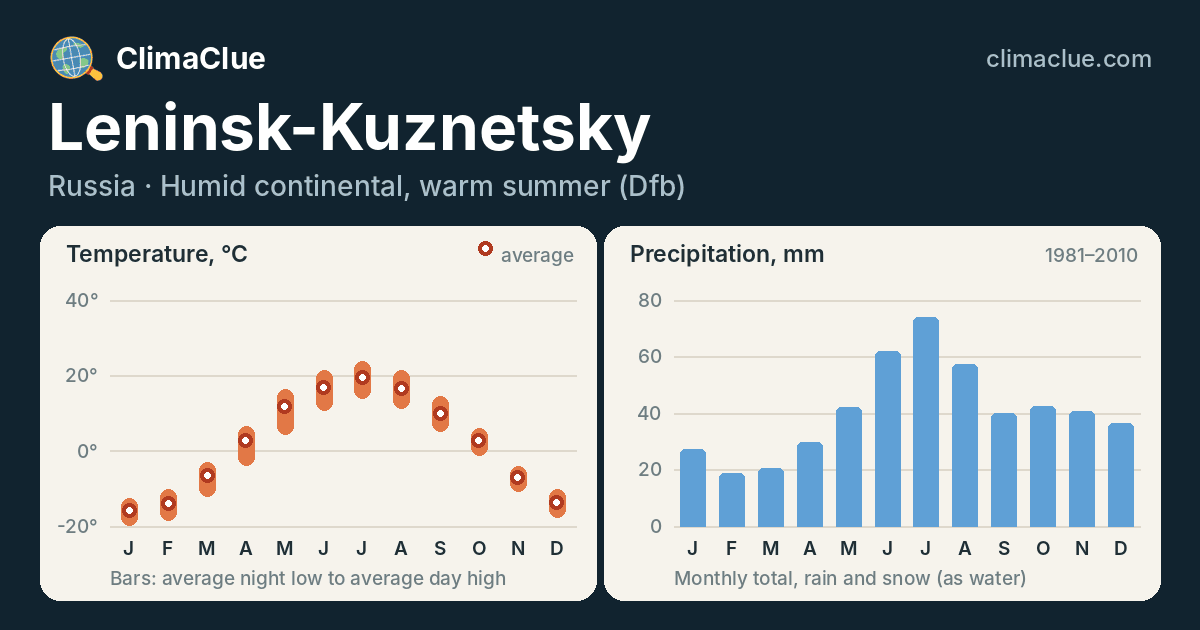 ClimaClue
climaclue.com
Leninsk-Kuznetsky
Russia · Humid continental, warm summer (Dfb)
Temperature, °C
average
40°
20°
0°
-20°
J F M A M J J A S O N D
Bars: average night low to average day high
Precipitation, mm
1981–2010
80
60
40
20
0
J F M A M J J A S O N D
Monthly total, rain and snow (as water)